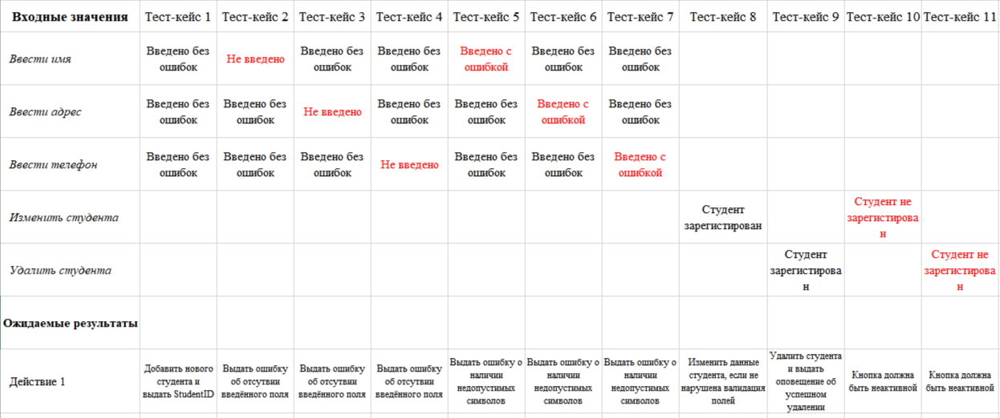 Входные значения Тест-кейс 1 Тест-кейс 2 Тест-кейс 3 Тест-кейс 4 Тест-кейс 5 Тест-кейс 6 Тест-кейс 7 Тест-кейс 8 Тест-кейс 9 Тест-кейс 10 Тест-кейс 11
Ввести имя
Введено без
ошибок
Не введено
Введено без
ошибок
Введено без
ошибок
Введено с
ошибкой
Введено без
ошибок
Введено без
ошибок
Ввести адрес
Введено без
ошибок
Введено без
ошибок
Не введено
Введено без
ошибок
Введено без
ошибок
Введено с
ошибкой
Введено без
ошибок
Ввести телефон
Введено без
ошибок
Введено без
ошибок
Введено без
ошибок
Не введено
Введено без
ошибок
Введено без
ошибок
Введено с
ошибкой
Изменить студента
Студент
зарегистирован
Студент не
зарегистирова
н
Удалить студента
Студент
зарегистирова
н
Студент не
зарегистирова
н
Ожидаемые результаты
Действие 1
Добавить нового
студента и
выдать StudentID
Выдать ошибку
об отсутвии
введённого поля
Выдать ошибку
об отсутвии
введённого поля
Выдать ошибку
об отсутвии
введённого поля
Выдать ошибку о
наличии
недопустимых
символов
Выдать ошибку о
наличии
недопустимых
символов
Выдать ошибку о
наличии
недопустимых
символов
Изменить данные
студента, если не
нарушена валидация
полей
Удалить студента
и выдать
оповещение об
успешном
удалении
Кнопка должна
быть неактивной
Кнопка должна
быть неактивной